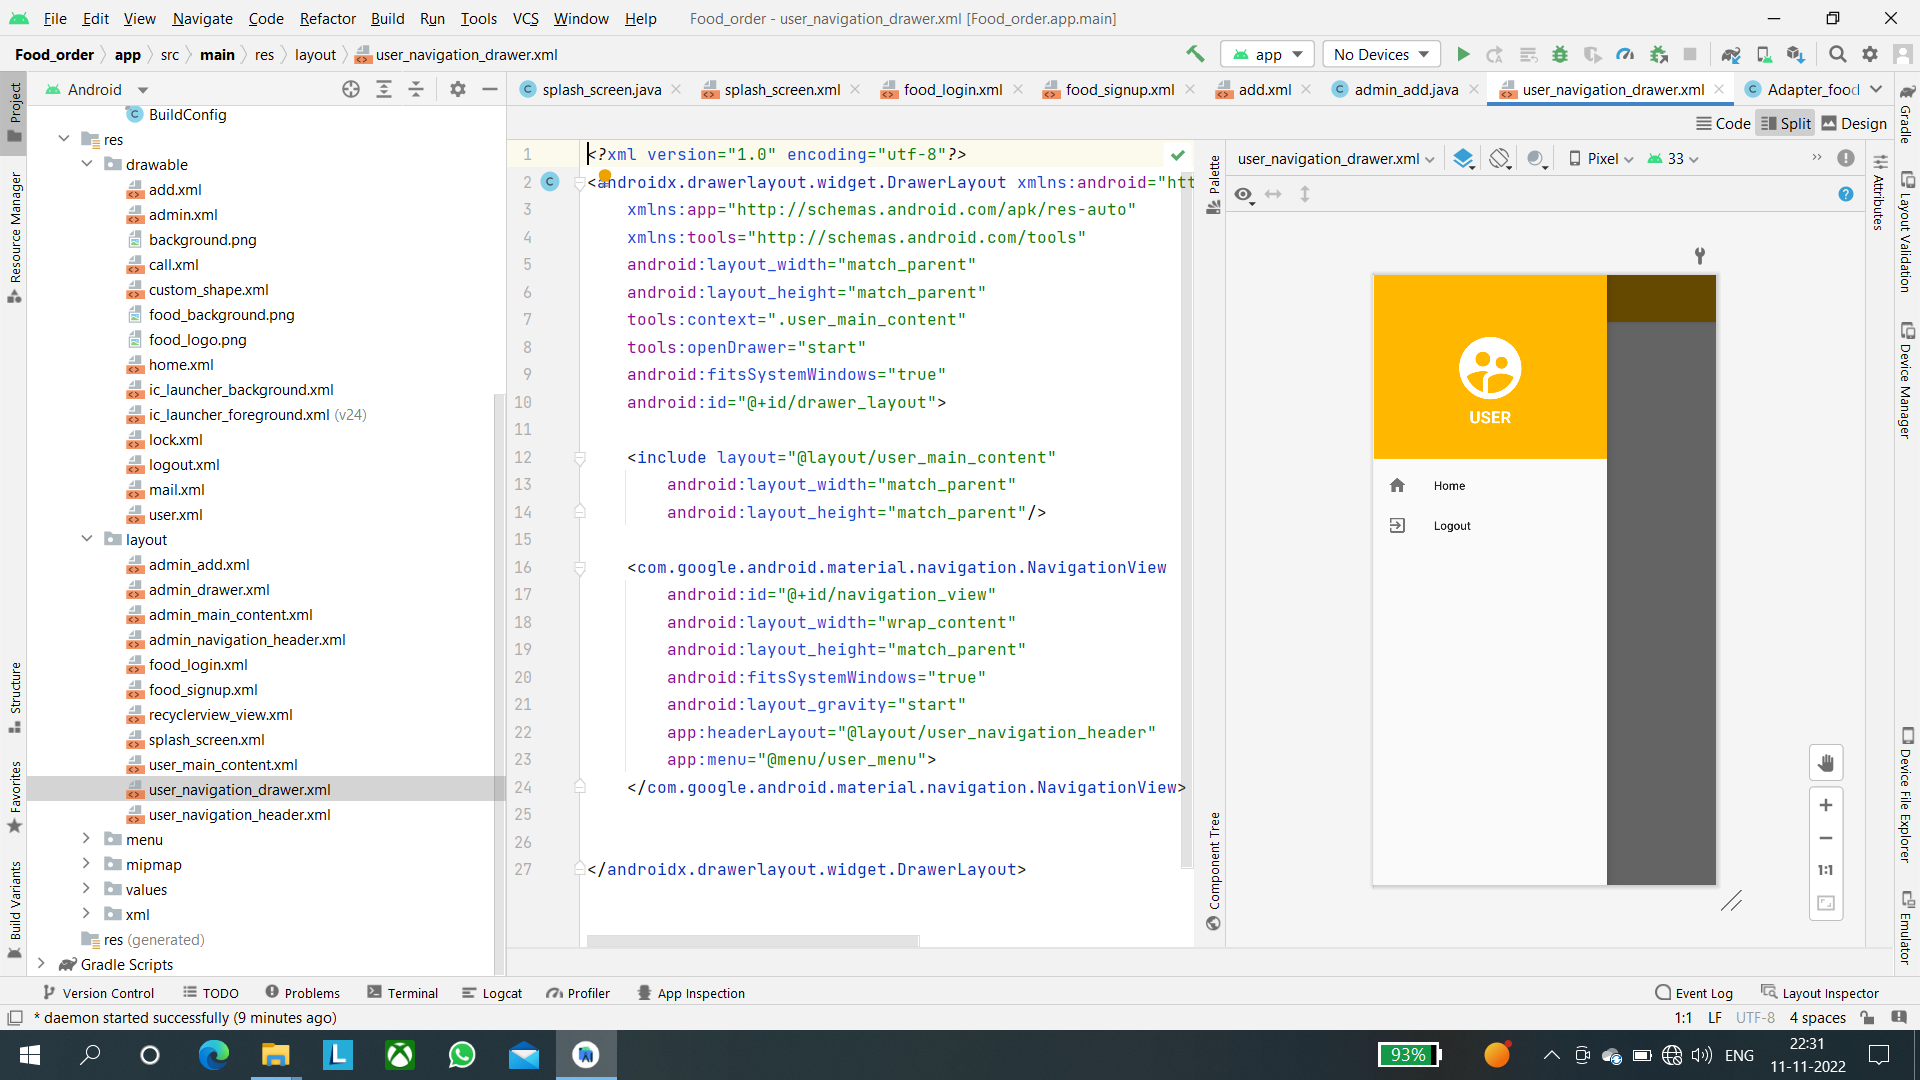 File Edit View Navigate Code Refactor Build Run Tools VCS Window Help Food_order - user_navigation_drawer.xml [Food_order.app.main]
Food_order app src main res layout user_navigation_drawer.xml app No Devices
Project
Resource Manager
Structure
Favorites
Build Variants
Android
BuildConfig
res
drawable
add.xml
admin.xml
background.png
call.xml
custom_shape.xml
food_background.png
food_logo.png
home.xml
ic_launcher_background.xml
ic_launcher_foreground.xml (v24)
lock.xml
logout.xml
mail.xml
user.xml
layout
admin_add.xml
admin_drawer.xml
admin_main_content.xml
admin_navigation_header.xml
food_login.xml
food_signup.xml
recyclerview_view.xml
splash_screen.xml
user_main_content.xml
user_navigation_drawer.xml
user_navigation_header.xml
menu
mipmap
values
xml
res (generated)
Gradle Scripts
splash_screen.java splash_screen.xml food_login.xml food_signup.xml add.xml admin_add.java user_navigation_drawer.xml Adapter_food
Code Split Design
1 <?xml version="1.0" encoding="utf-8"?>
2 <androidx.drawerlayout.widget.DrawerLayout xmlns:android="htt
3 xmlns:app="http://schemas.android.com/apk/res-auto"
4 xmlns:tools="http://schemas.android.com/tools"
5 android:layout_width="match_parent"
6 android:layout_height="match_parent"
7 tools:context=".user_main_content"
8 tools:openDrawer="start"
9 android:fitsSystemWindows="true"
10 android:id="@+id/drawer_layout">
11
12 <include layout="@layout/user_main_content"
13 android:layout_width="match_parent"
14 android:layout_height="match_parent"/>
15
16 <com.google.android.material.navigation.NavigationView
17 android:id="@+id/navigation_view"
18 android:layout_width="wrap_content"
19 android:layout_height="match_parent"
20 android:fitsSystemWindows="true"
21 android:layout_gravity="start"
22 app:headerLayout="@layout/user_navigation_header"
23 app:menu="@menu/user_menu">
24 </com.google.android.material.navigation.NavigationView>
25
26
27 </androidx.drawerlayout.widget.DrawerLayout>
Palette
Component Tree
user_navigation_drawer.xml Pixel 33
USER
Home
Logout
1:1
Attributes
Gradle
Layout Validation
Device Manager
Device File Explorer
Emulator
Version Control TODO Problems Terminal Logcat Profiler App Inspection Event Log Layout Inspector
* daemon started successfully (9 minutes ago) 1:1 LF UTF-8 4 spaces
93% ENG 22:31
11-11-2022